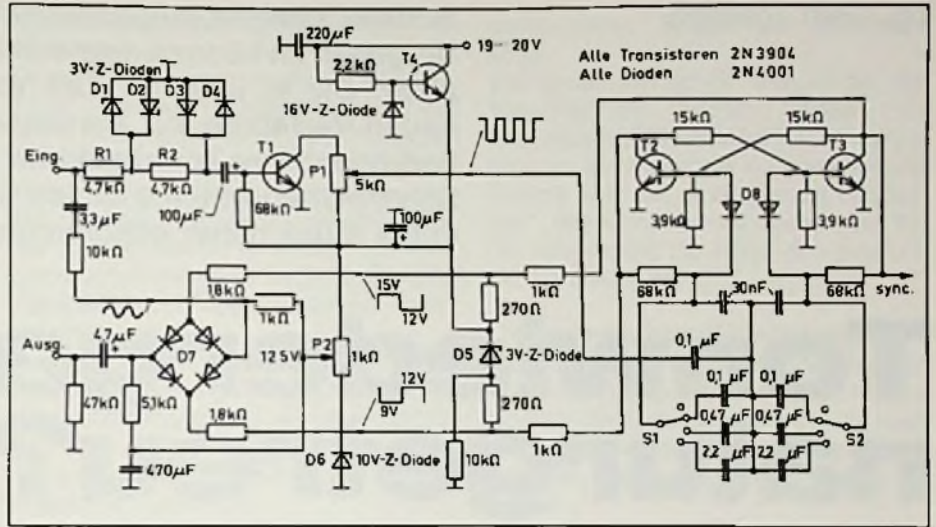 220µF
19 – 20V
T4
Alle Transistoren 2N3904
Alle Dioden 2N4001
2,2kΩ
3V-Z-Dioden
D1 D2 D3 D4
16V-Z-Diode
15kΩ 15kΩ
T2 T3
Eing.
R1 R2
T1
P1
4,7kΩ 4,7kΩ
5kΩ
D8
100µF
68kΩ
100µF
3,3µF
3,9kΩ 3,9kΩ
10kΩ
1,8kΩ
15V
12V
1kΩ
270Ω
68kΩ
30nF
68kΩ
sync.
1kΩ
Ausg.
4,7µF
D7
12 5V
P2
1kΩ
D5
3V-Z-Diode
0,1µF
12V
9V
0,1µF 0,1µF
47kΩ
5,1kΩ
1,8kΩ
270Ω
S1
0,47µF 0,47µF
S2
470µF
D6
10V-Z-Diode
10kΩ
1kΩ
2,2µF 2,2µF